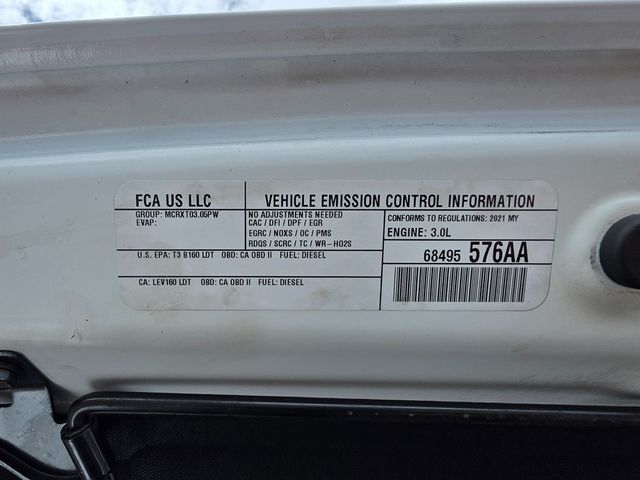 FCA US LLC
VEHICLE EMISSION CONTROL INFORMATION
GROUP: MCRXT03.05PW
EVAP:
NO ADJUSTMENTS NEEDED
CAC / DFI / DPF / EGR
EGRC / NOXS / OC / PMS
RDQS / SCRC / TC / WR-HO2S
CONFORMS TO REGULATIONS: 2021 MY
ENGINE: 3.0L
U.S. EPA: T3 B160 LDT OBD: CA OBD II FUEL: DIESEL
68495 576AA
CA: LEV160 LDT OBD: CA OBD II FUEL: DIESEL